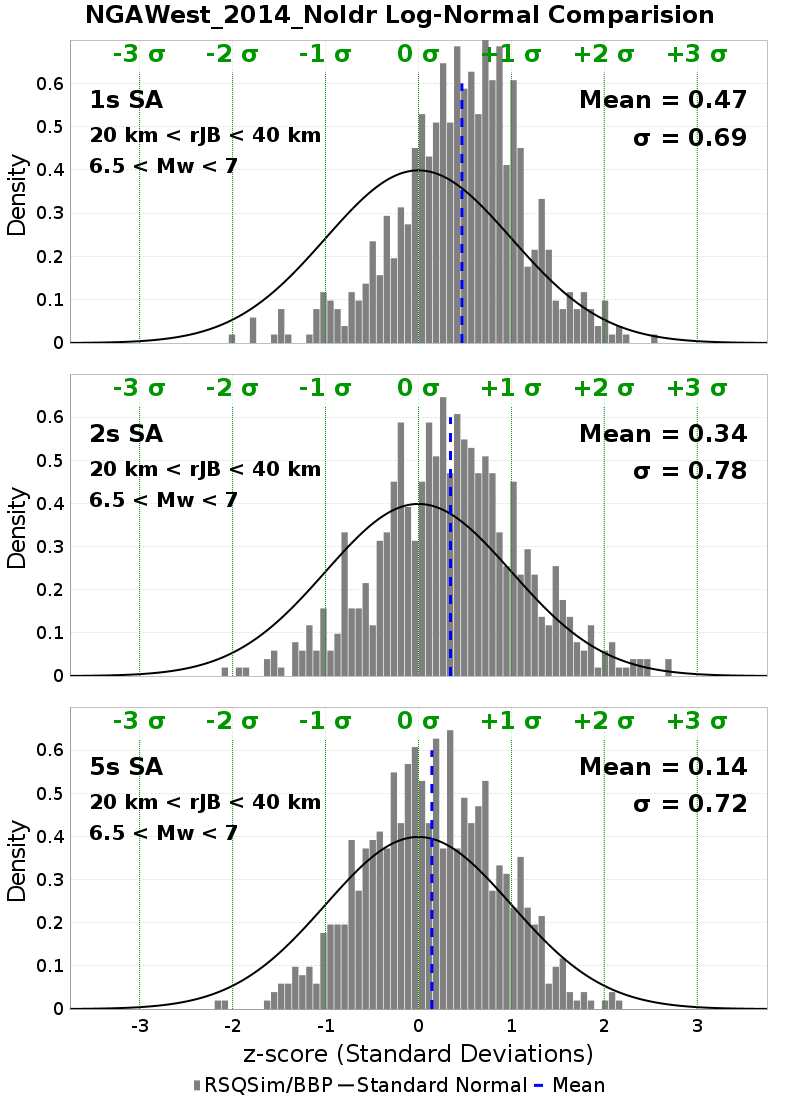 NGAWest_2014_NoIdr Log-Normal Comparision
-3 σ -2 σ -1 σ 0 σ +1 σ +2 σ +3 σ
1s SA
20 km < rJB < 40 km
6.5 < Mw < 7
Mean = 0.47
σ = 0.69
Density
0.6
0.5
0.4
0.3
0.2
0.1
0
-3 σ -2 σ -1 σ 0 σ +1 σ +2 σ +3 σ
2s SA
20 km < rJB < 40 km
6.5 < Mw < 7
Mean = 0.34
σ = 0.78
Density
0.6
0.5
0.4
0.3
0.2
0.1
0
-3 σ -2 σ -1 σ 0 σ +1 σ +2 σ +3 σ
5s SA
20 km < rJB < 40 km
6.5 < Mw < 7
Mean = 0.14
σ = 0.72
Density
0.6
0.5
0.4
0.3
0.2
0.1
0
-3 -2 -1 0 1 2 3
z-score (Standard Deviations)
RSQSim/BBP Standard Normal Mean